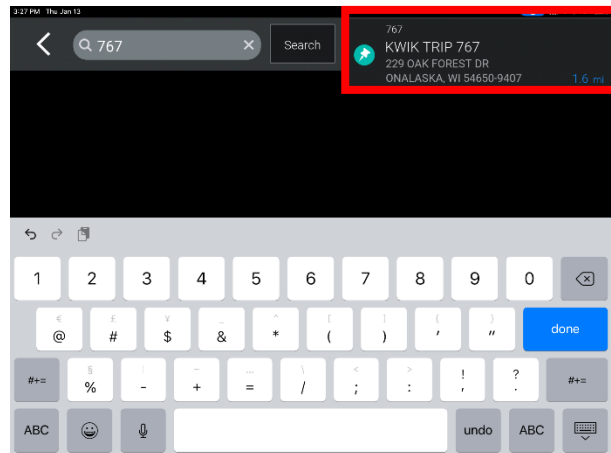 3:27 PM Thu Jan 13
767
Search
767
KWIK TRIP 767
229 OAK FOREST DR
ONALASKA, WI 54650-9407
1.6 mi
1 2 3 4 5 6 7 8 9 0
€ £ ¥ _ ^ [ ] { }
@ # $ & * ( ) ' "
done
§ | ~ … \ < > ! ?
#+= % - + = / ; : , . #+=
ABC
undo
ABC